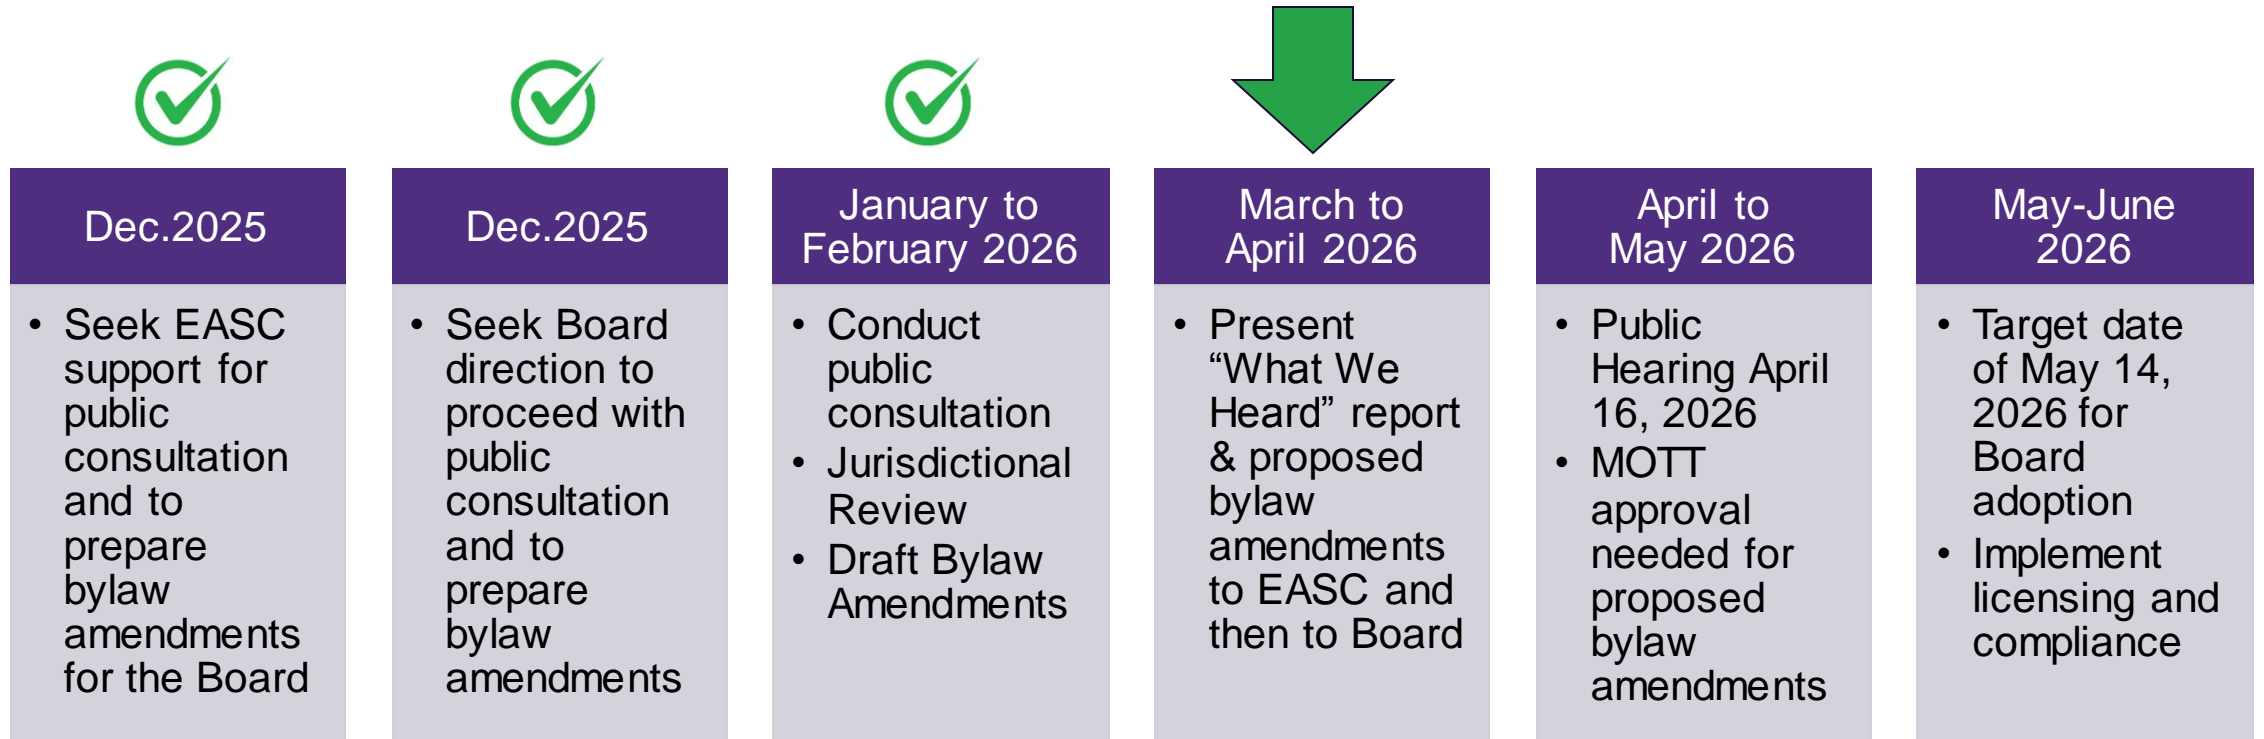 Dec.2025
• Seek EASC
support for
public
consultation
and to
prepare
bylaw
amendments
for the Board
Dec.2025
• Seek Board
direction to
proceed with
public
consultation
and to
prepare
bylaw
amendments
January to
February 2026
• Conduct
public
consultation
• Jurisdictional
Review
• Draft Bylaw
Amendments
March to
April 2026
• Present
“What We
Heard” report
& proposed
bylaw
amendments
to EASC and
then to Board
April to
May 2026
• Public
Hearing April
16, 2026
• MOTT
approval
needed for
proposed
bylaw
amendments
May-June
2026
• Target date
of May 14,
2026 for
Board
adoption
• Implement
licensing and
compliance